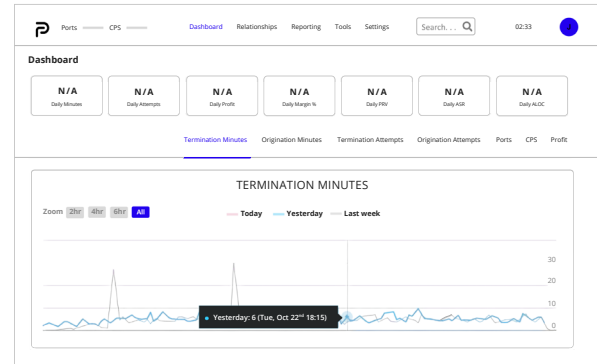 Ports CPS Dashboard Relationships Reporting Tools Settings Search. . . 02:33
Dashboard
N/A N/A N/A N/A N/A N/A N/A
Daily Minutes Daily Attempts Daily Profit Daily Margin % Daily PRV Daily ASR Daily ALOC
Termination Minutes Origination Minutes Termination Attempts Origination Attempts Ports CPS Profit
TERMINATION MINUTES
Zoom 2hr 4hr 6hr All Today Yesterday Last week
30
20
10
Yesterday: 6 (Tue, Oct 22nd 18:15)
0